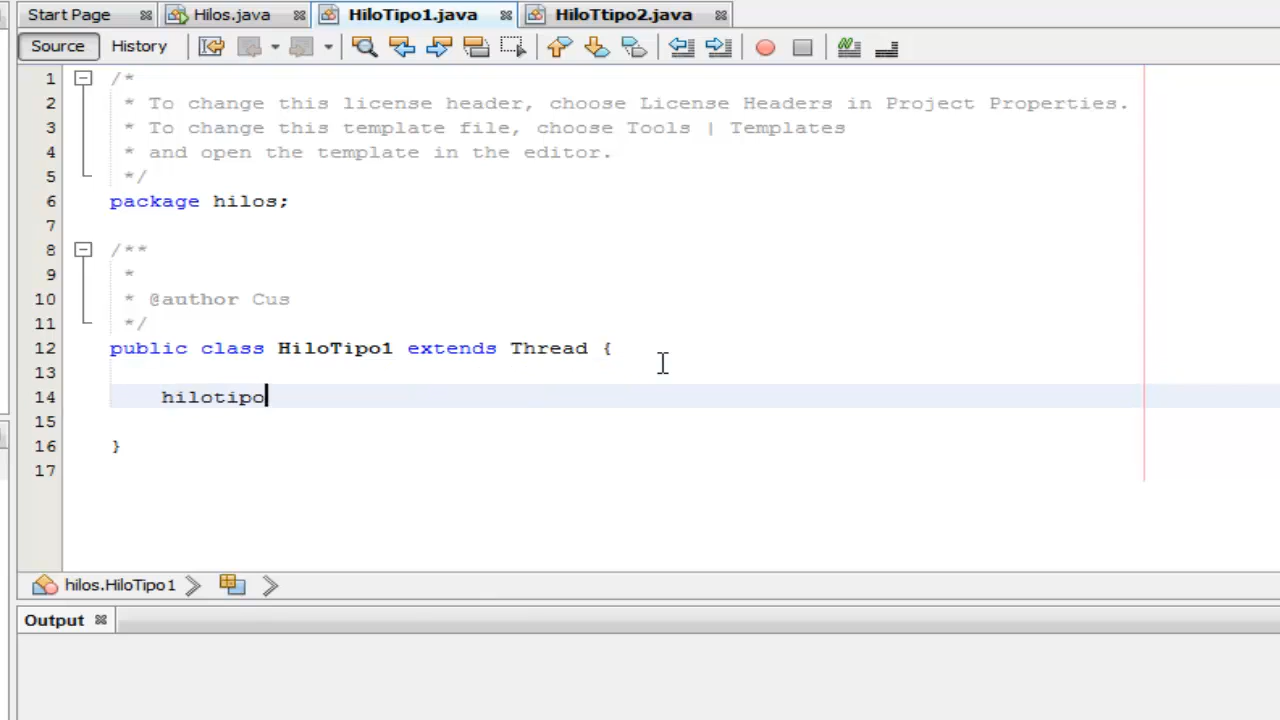 Start Page Hilos.java HiloTipo1.java HiloTtipo2.java
Source History
1 /*
2 * To change this license header, choose License Headers in Project Properties.
3 * To change this template file, choose Tools | Templates
4 * and open the template in the editor.
5 */
6 package hilos;
7
8 /**
9 *
10 * @author Cus
11 */
12 public class HiloTipo1 extends Thread {
13
14 hilotipo
15
16 }
17
hilos.HiloTipo1
Output